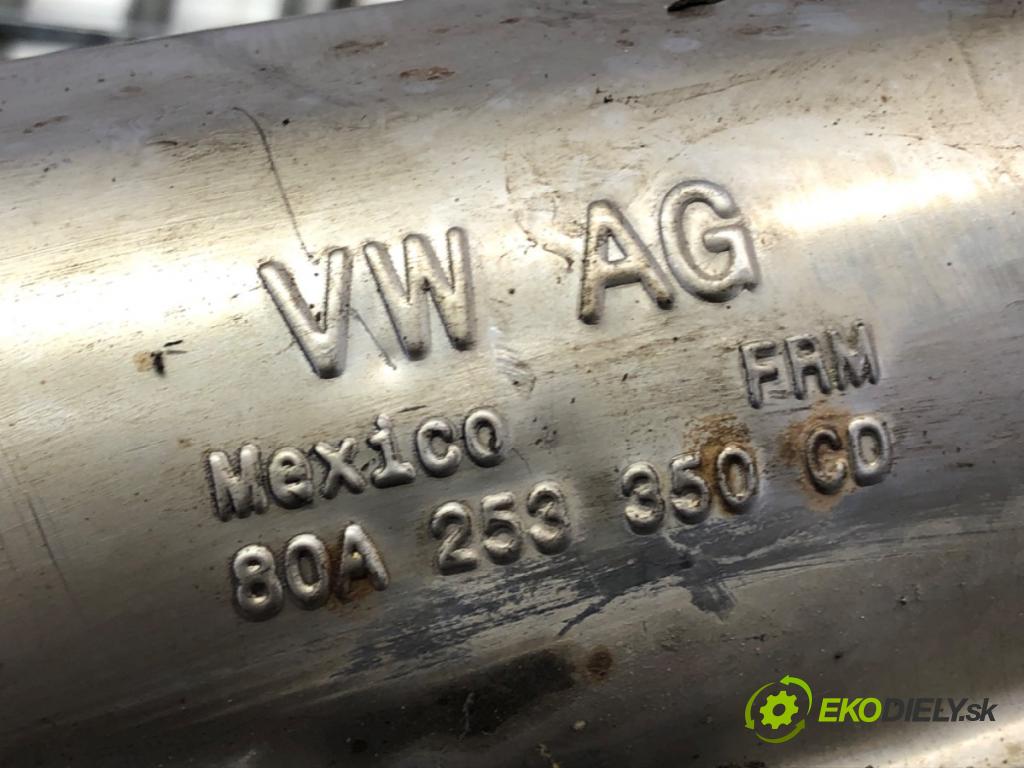 VW AG
FRM
Mexico
80A 253 350 CD
EKODIELY.sk